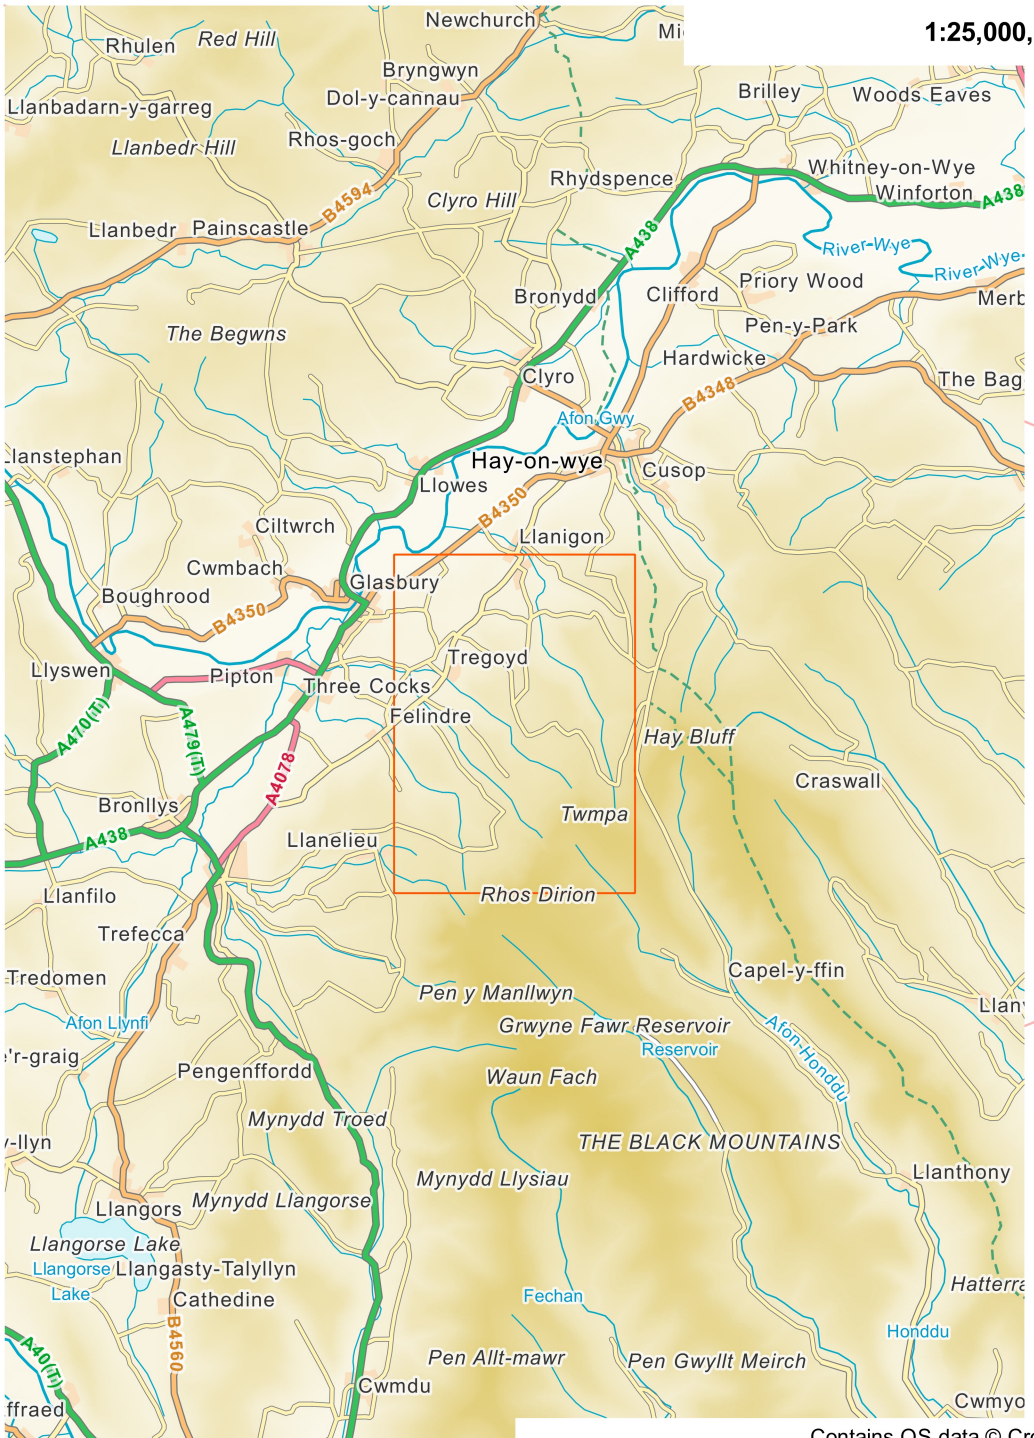 Newchurch
1:25,000,
Rhulen
Red Hill
Bryngwyn
Dol-y-cannau
Brilley
Woods Eaves
Llanbadarn-y-garreg
Rhos-goch
Llanbedr Hill
Whitney-on-Wye
Rhydspence
Winforton
A438
B4594
Clyro Hill
Llanbedr
Painscastle
A438
River Wye
River Wye
Priory Wood
Bronydd
Clifford
Pen-y-Park
The Begwns
Hardwicke
Clyro
B4348
Afon Gwy
Llanstephan
Hay-on-wye
Cusop
Llowes
B4350
Ciltwrch
Llanigon
Cwmbach
Glasbury
Boughrood
B4350
Tregoyd
Llyswen
Pipton
Three Cocks
Felindre
A470(T)
A479(T)
Hay Bluff
A4078
Craswall
Bronllys
Twmpa
A438
Llanelieu
Llanfilo
Rhos Dirion
Trefecca
Tredomen
Capel-y-ffin
Pen y Manllwyn
Afon Llynfi
Grwyne Fawr Reservoir
Afon Honddu
Reservoir
e'r-graig
Pengenffordd
Waun Fach
Mynydd Troed
y-llyn
THE BLACK MOUNTAINS
Mynydd Llysiau
Llanthony
Mynydd Llangorse
Llangors
Llangorse Lake
Llangorse
Lake
Llangasty-Talyllyn
Hatterra
Cathedine
Fechan
B4560
Honddu
A40(T)
Pen Allt-mawr
Pen Gwyllt Meirch
Cwmdu
Cwmyo
ffraed
Contains OS data © Cr